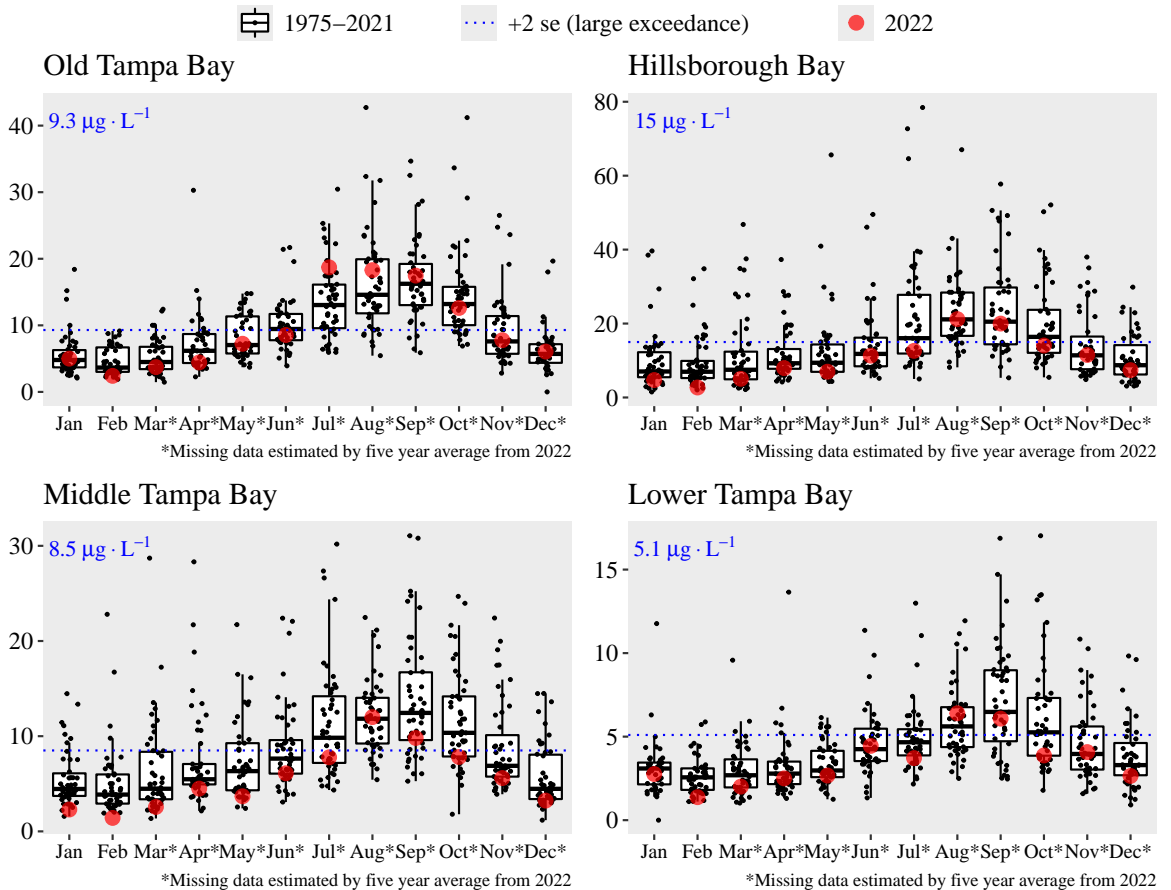 1975–2021 +2 se (large exceedance) 2022
Old Tampa Bay
9.3 μg · L⁻¹
40
30
20
10
0
Jan Feb Mar* Apr* May* Jun* Jul* Aug* Sep* Oct* Nov* Dec*
*Missing data estimated by five year average from 2022
Hillsborough Bay
15 μg · L⁻¹
80
60
40
20
0
Jan Feb Mar* Apr* May* Jun* Jul* Aug* Sep* Oct* Nov* Dec*
*Missing data estimated by five year average from 2022
Middle Tampa Bay
8.5 μg · L⁻¹
30
20
10
0
Jan Feb Mar* Apr* May* Jun* Jul* Aug* Sep* Oct* Nov* Dec*
*Missing data estimated by five year average from 2022
Lower Tampa Bay
5.1 μg · L⁻¹
15
10
5
0
Jan Feb Mar* Apr* May* Jun* Jul* Aug* Sep* Oct* Nov* Dec*
*Missing data estimated by five year average from 2022